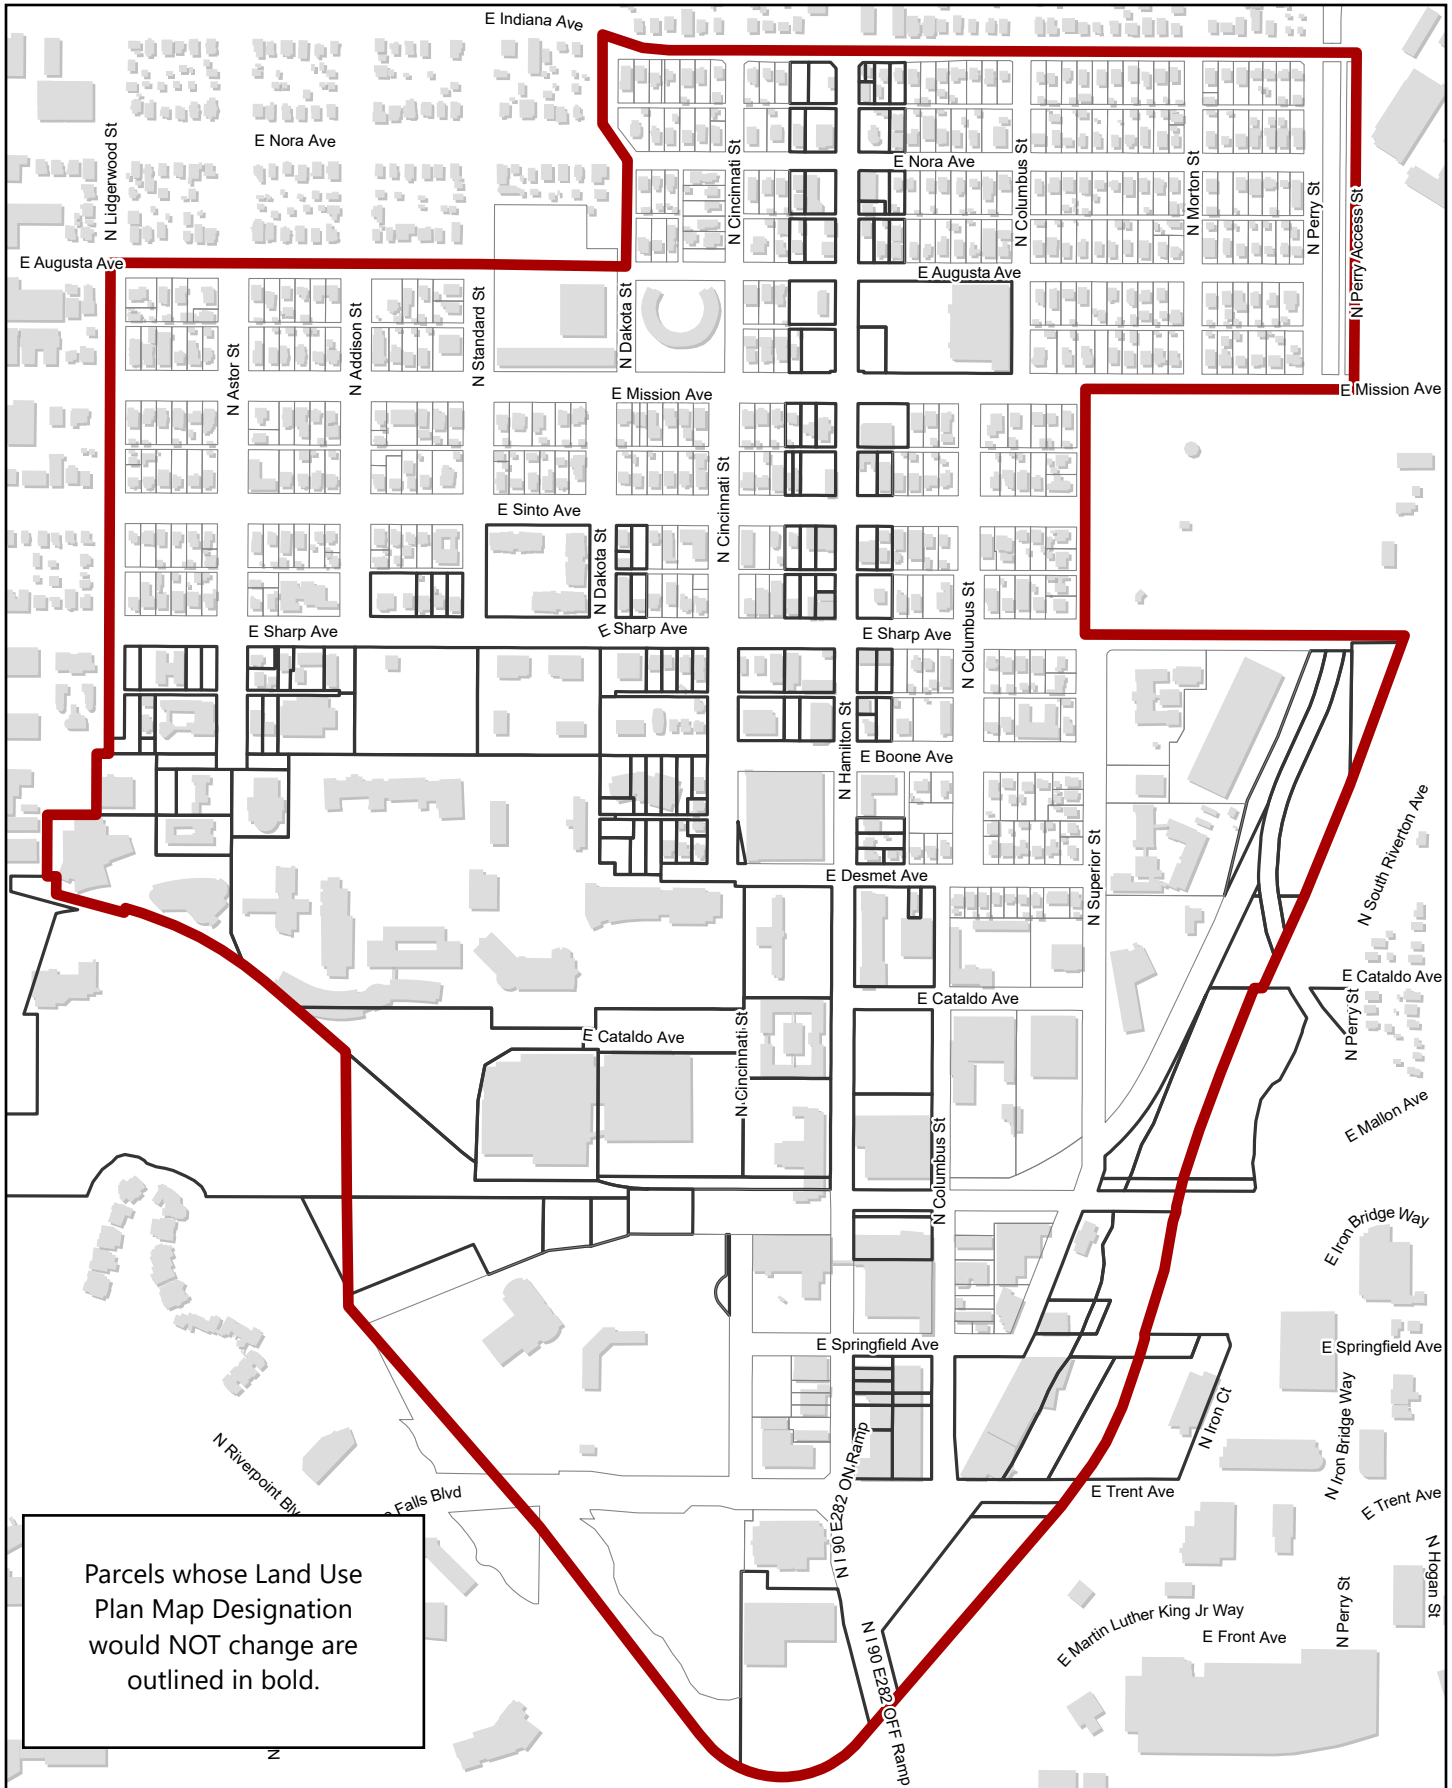 E Indiana Ave
E Nora Ave
N Lidgerwood St
N Cincinnati St
E Nora Ave
N Columbus St
N Morton St
N Perry St
N Perry Access St
E Augusta Ave
E Augusta Ave
N Astor St
N Addison St
N Standard St
N Dakota St
E Mission Ave
E Mission Ave
N Cincinnati St
E Sinto Ave
N Dakota St
N Columbus St
E Sharp Ave
E Sharp Ave
E Sharp Ave
N Hamilton St
E Boone Ave
N Superior St
N South Riverton Ave
E Desmet Ave
E Cataldo Ave
E Cataldo Ave
E Cataldo Ave
N Cincinnati St
N Perry St
E Mallon Ave
N Columbus St
E Iron Bridge Way
E Springfield Ave
E Springfield Ave
N Iron Ct
N Iron Bridge Way
N Riverpoint Blv
Falls Blvd
N I 90 E282 ON Ramp
E Trent Ave
E Trent Ave
N Hogan St
N Perry St
E Martin Luther King Jr Way
E Front Ave
N I 90 E282 OFF Ramp
Parcels whose Land Use
Plan Map Designation
would NOT change are
outlined in bold.
N